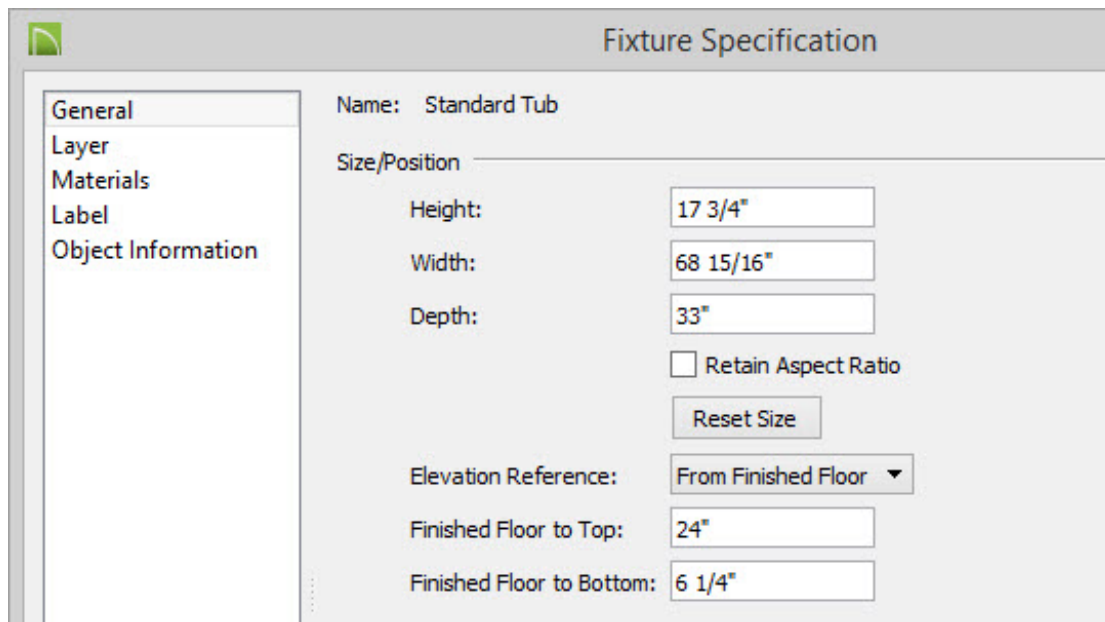 Fixture Specification
General
Layer
Materials
Label
Object Information
Name: Standard Tub
Size/Position
Height: 17 3/4"
Width: 68 15/16"
Depth: 33"
Retain Aspect Ratio
Reset Size
Elevation Reference: From Finished Floor
Finished Floor to Top: 24"
Finished Floor to Bottom: 6 1/4"